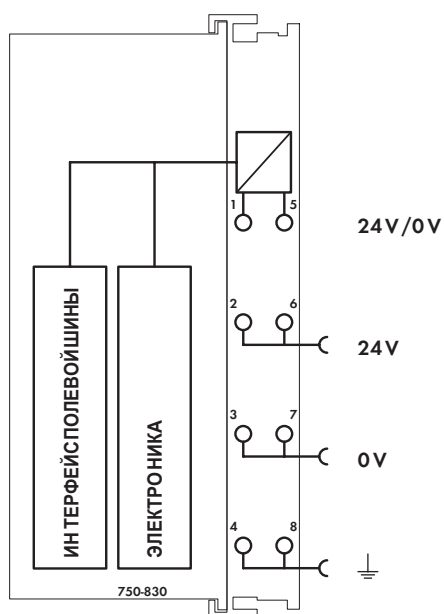 1 5
24V/0V
2 6
24V
3 7
0V
4 8
ИНТЕРФЕЙС ПОЛЕВОЙ ШИНЫ
ЭЛЕКТРОНИКА
750-830